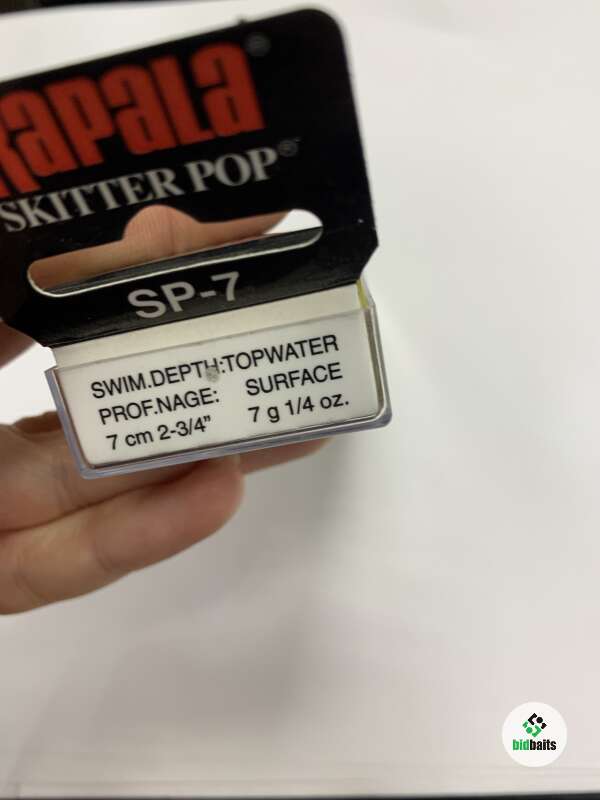 Rapala®
SKITTER POP®
SP-7
SWIM.DEPTH:TOPWATER
PROF.NAGE: SURFACE
7 cm 2-3/4" 7 g 1/4 oz.
bidbaits